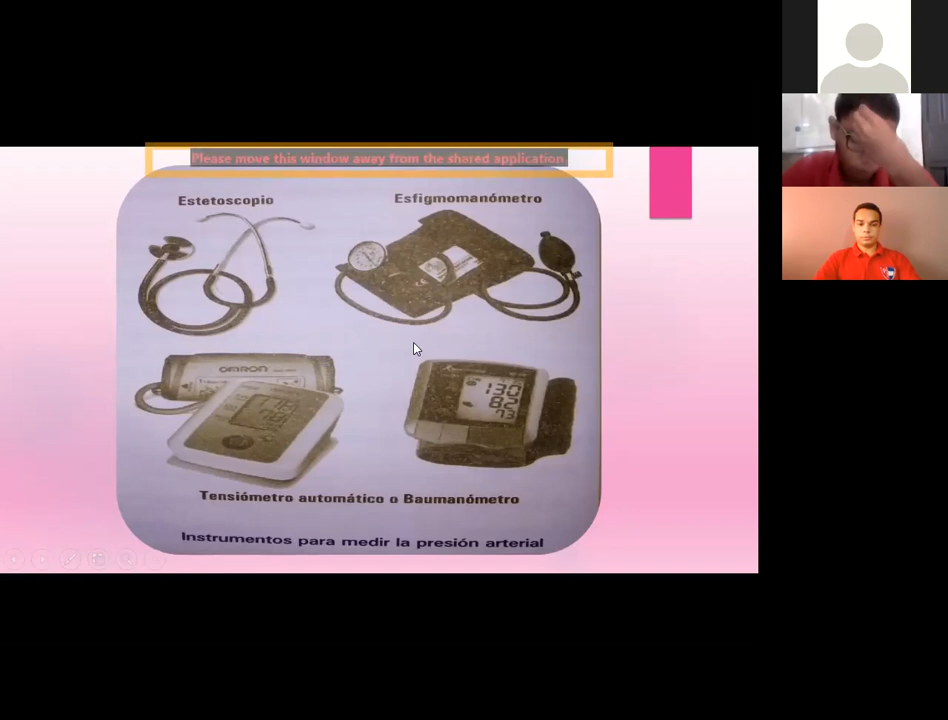 Please move this window away from the shared application
Estetoscopio
Esfigmomanómetro
OMRON
130
82
73
Tensiómetro automático o Baumanómetro
Instrumentos para medir la presión arterial